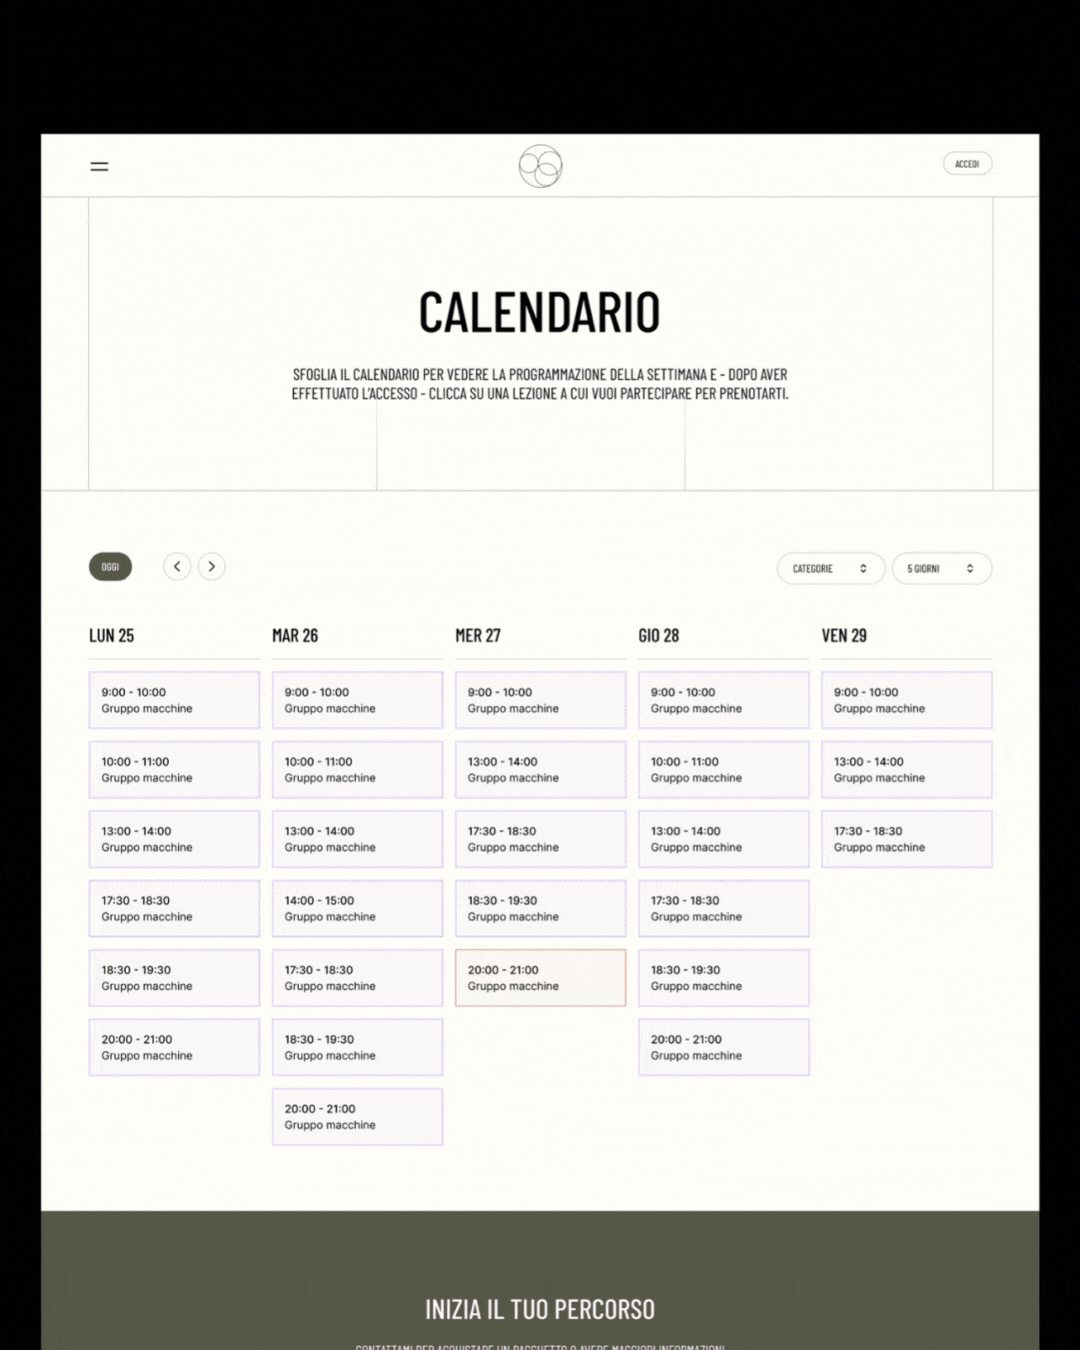 ACCEDI
CALENDARIO
SFOGLIA IL CALENDARIO PER VEDERE LA PROGRAMMAZIONE DELLA SETTIMANA E - DOPO AVER
EFFETTUATO L'ACCESSO - CLICCA SU UNA LEZIONE A CUI VUOI PARTECIPARE PER PRENOTARTI.
OGGI
CATEGORIE
5 GIORNI
LUN 25
9:00 - 10:00
Gruppo macchine
10:00 - 11:00
Gruppo macchine
13:00 - 14:00
Gruppo macchine
17:30 - 18:30
Gruppo macchine
18:30 - 19:30
Gruppo macchine
20:00 - 21:00
Gruppo macchine
MAR 26
9:00 - 10:00
Gruppo macchine
10:00 - 11:00
Gruppo macchine
13:00 - 14:00
Gruppo macchine
14:00 - 15:00
Gruppo macchine
17:30 - 18:30
Gruppo macchine
18:30 - 19:30
Gruppo macchine
20:00 - 21:00
Gruppo macchine
MER 27
9:00 - 10:00
Gruppo macchine
13:00 - 14:00
Gruppo macchine
17:30 - 18:30
Gruppo macchine
18:30 - 19:30
Gruppo macchine
20:00 - 21:00
Gruppo macchine
GIO 28
9:00 - 10:00
Gruppo macchine
10:00 - 11:00
Gruppo macchine
13:00 - 14:00
Gruppo macchine
17:30 - 18:30
Gruppo macchine
18:30 - 19:30
Gruppo macchine
20:00 - 21:00
Gruppo macchine
VEN 29
9:00 - 10:00
Gruppo macchine
13:00 - 14:00
Gruppo macchine
17:30 - 18:30
Gruppo macchine
INIZIA IL TUO PERCORSO
CONTATTAMI PER ACQUISTARE UN PACCHETTO O AVERE MAGGIORI INFORMAZIONI